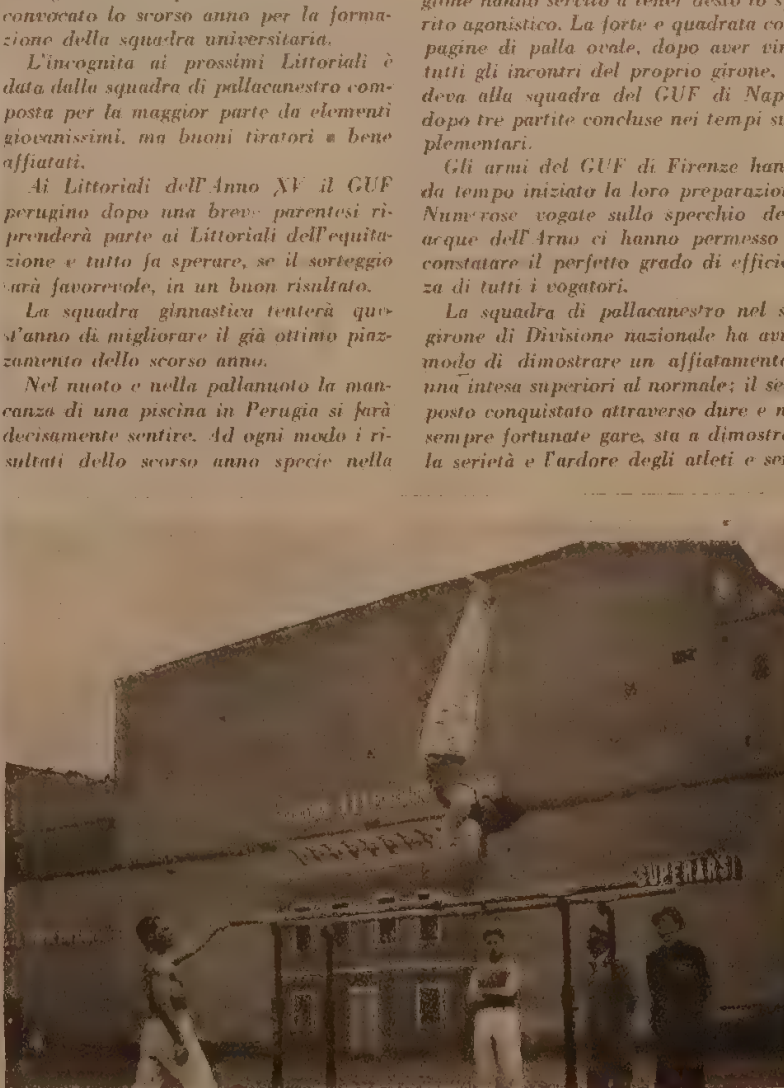 convocato lo scorso anno per la forma-
zione della squadra universitaria.
L'incognita ai prossimi Littoriali è
data dalla squadra di pallacanestro com-
posta per la maggior parte da elementi
giovanissimi, ma buoni tiratori e bene
affiatati.
Ai Littoriali dell'Anno XV il GUF
perugino dopo una breve parentesi ri-
prenderà parte ai Littoriali dell'equita-
zione e tutto fa sperare, se il sorteggio
sarà favorevole, in un buon risultato.
La squadra ginnastica tenterà que-
st'anno di migliorare il già ottimo piaz-
zamento dello scorso anno.
Nel nuoto e nella pallanuoto la man-
canza di una piscina in Perugia si farà
decisamente sentire. Ad ogni modo i ri-
sultati dello scorso anno specie nella
gione hanno servito a tener desto lo s
rito agonistico. La forte e quadrata co
pagine di palla ovale, dopo aver vin
tutti gli incontri del proprio girone,
deva alla squadra del GUF di Nap
dopo tre partite concluse nei tempi su
plementari.
Gli armi del GUF di Firenze han
da tempo iniziato la loro preparazion
Numerose vogate sullo specchio de
acque dell'Arno ci hanno permesso
constatare il perfetto grado di efficie
za di tutti i vogatori.
La squadra di pallacanestro nel s
girone di Divisione nazionale ha avu
modo di dimostrare un affiatamento
una intesa superiori al normale; il se
posto conquistato attraverso dure e n
sempre fortunate gare, sta a dimostra
la serietà e l'ardore degli atleti e sen